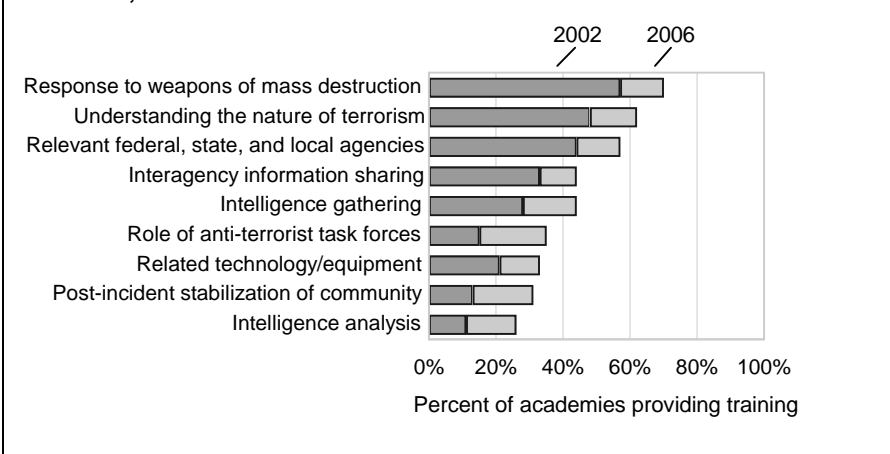 2002 2006
Response to weapons of mass destruction
Understanding the nature of terrorism
Relevant federal, state, and local agencies
Interagency information sharing
Intelligence gathering
Role of anti-terrorist task forces
Related technology/equipment
Post-incident stabilization of community
Intelligence analysis
0% 20% 40% 60% 80% 100%
Percent of academies providing training